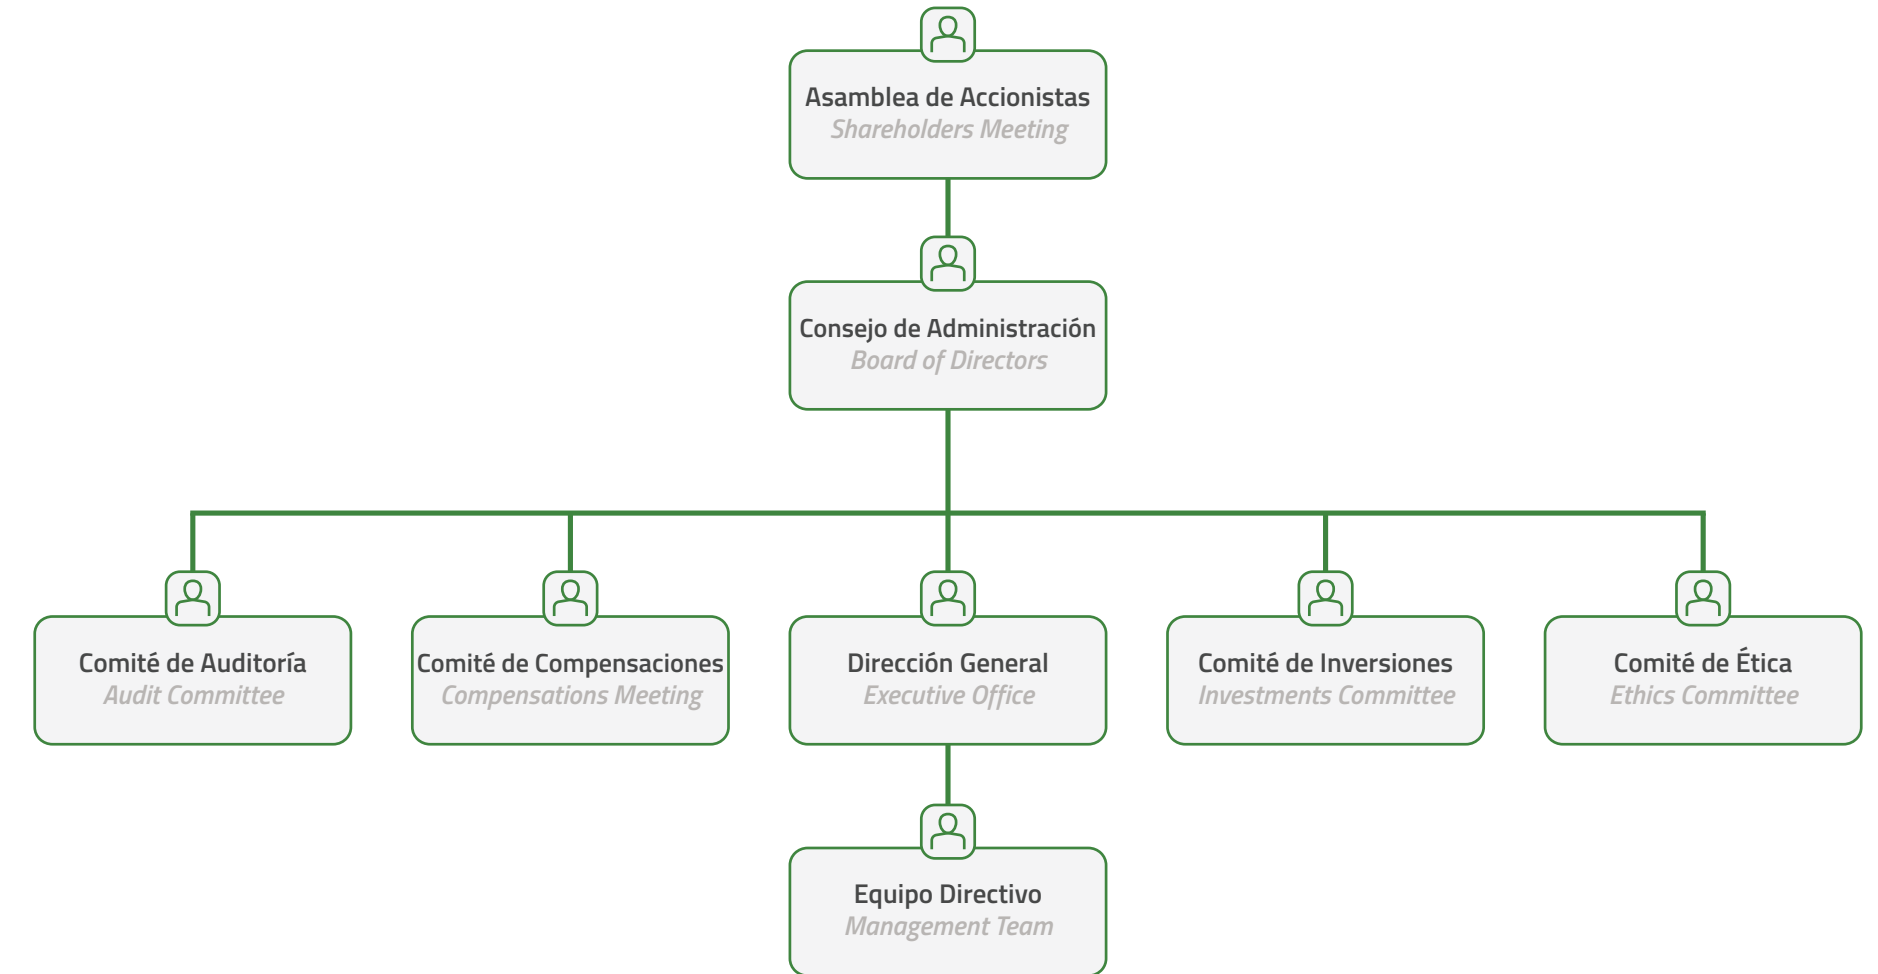 Asamblea de Accionistas
Shareholders Meeting
Consejo de Administración
Board of Directors
Comité de Auditoría
Audit Committee
Comité de Compensaciones
Compensations Meeting
Dirección General
Executive Office
Comité de Inversiones
Investments Committee
Comité de Ética
Ethics Committee
Equipo Directivo
Management Team